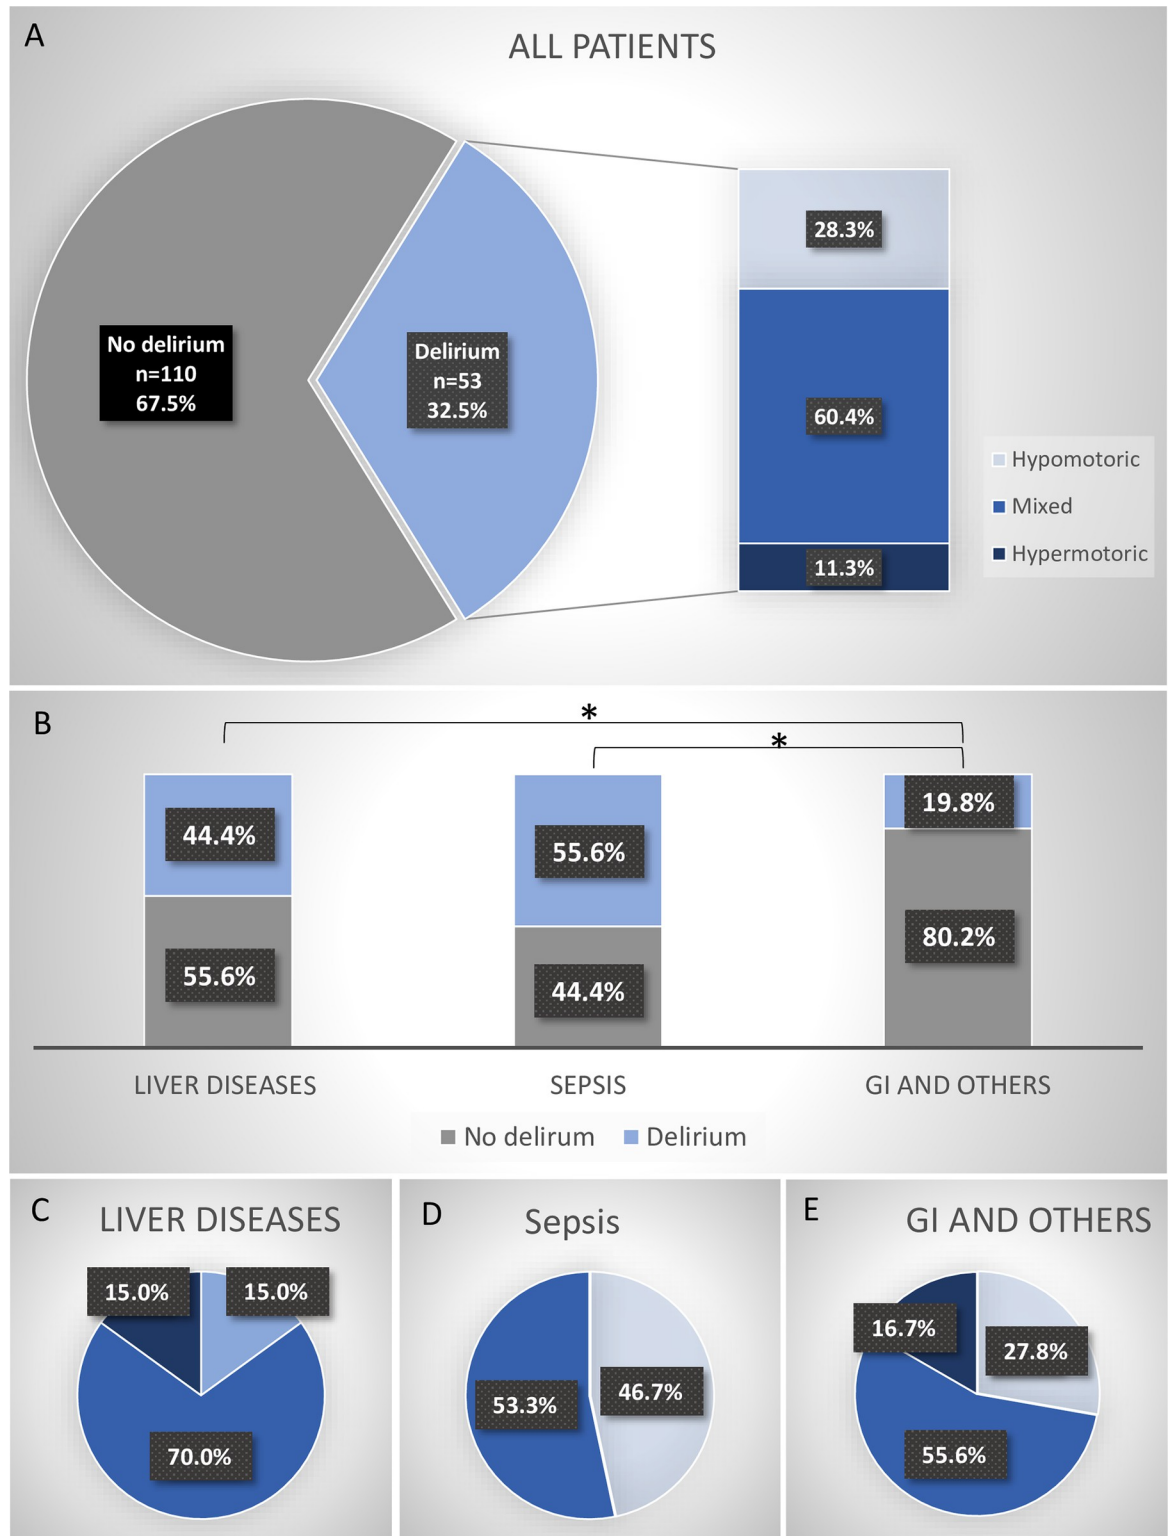 A
ALL PATIENTS
No delirium
n=110
67.5%
Delirium
n=53
32.5%
28.3%
60.4%
11.3%
Hypomotoric
Mixed
Hypermotoric
B
*
*
44.4%
55.6%
19.8%
55.6%
44.4%
80.2%
LIVER DISEASES
SEPSIS
GI AND OTHERS
No delirum
Delirium
C
LIVER DISEASES
15.0%
15.0%
70.0%
D
Sepsis
53.3%
46.7%
E
GI AND OTHERS
16.7%
27.8%
55.6%